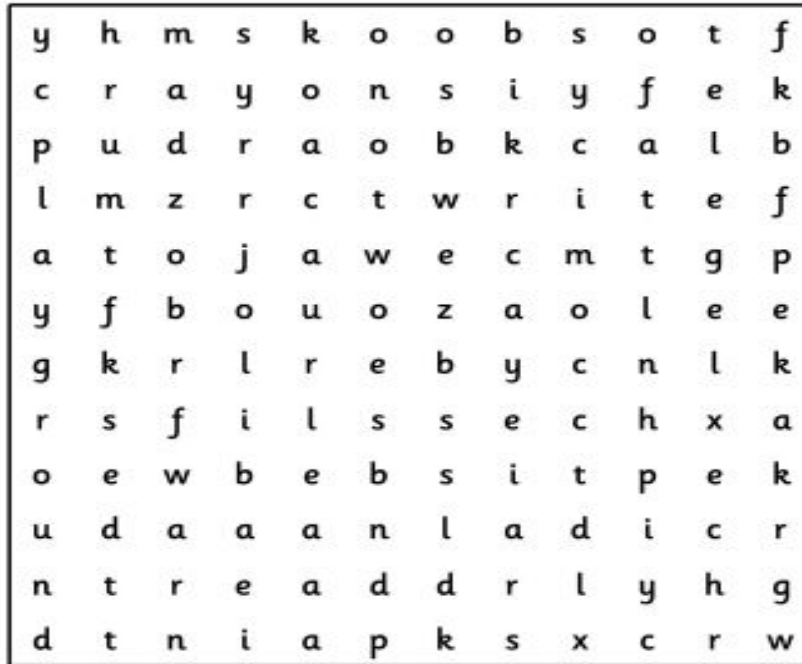 y h m s k o o b s o t f
c r a y o n s i y f e k
p u d r a o b k c a l b
l m z r c t w r i t e f
a t o j a w e c m t g p
y f b o u o z a o l e e
g k r l r e b y c n l k
r s f i l s s e c h x a
o e w b e b s i t p e k
u d a a a n l a d i c r
n t r e a d d r l y h g
d t n i a p k s x c r w